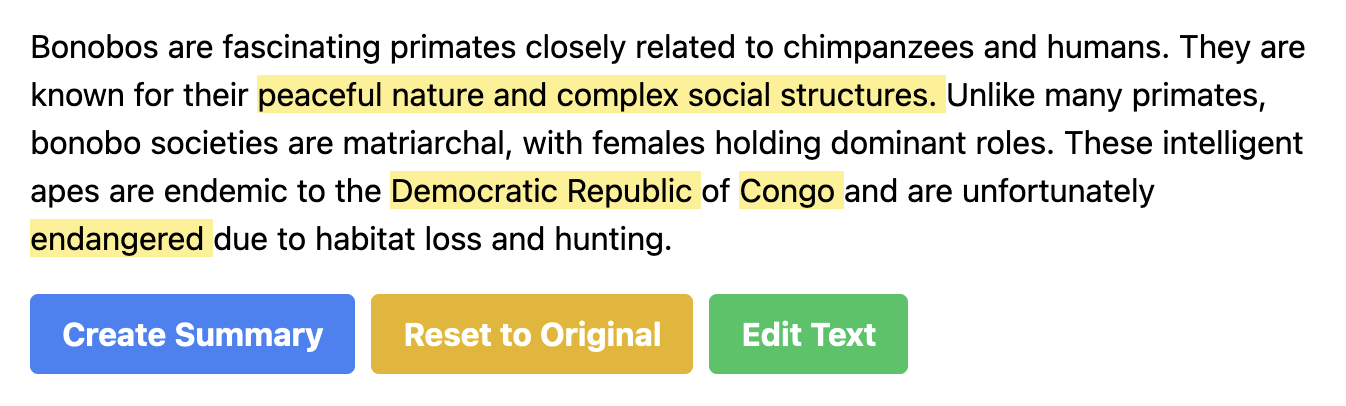 Bonobos are fascinating primates closely related to chimpanzees and humans. They are
known for their peaceful nature and complex social structures. Unlike many primates,
bonobo societies are matriarchal, with females holding dominant roles. These intelligent
apes are endemic to the Democratic Republic of Congo and are unfortunately
endangered due to habitat loss and hunting.
Create Summary Reset to Original Edit Text